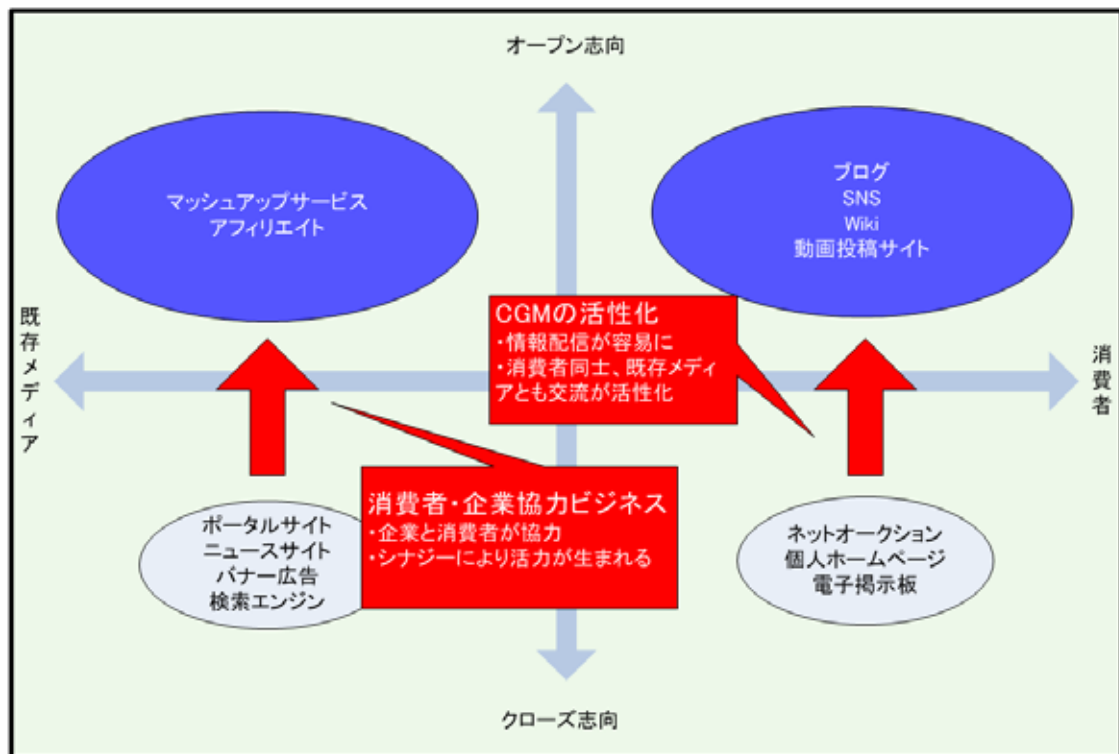 オープン志向
マッシュアップサービス
アフィリエイト
ブログ
SNS
Wiki
動画投稿サイト
既存メディア
消費者
CGMの活性化
・情報配信が容易に
・消費者同士、既存メディ
アとも交流が活性化
消費者・企業協力ビジネス
・企業と消費者が協力
・シナジーにより活力が生まれる
ポータルサイト
ニュースサイト
バナー広告
検索エンジン
ネットオークション
個人ホームページ
電子掲示板
クローズ志向